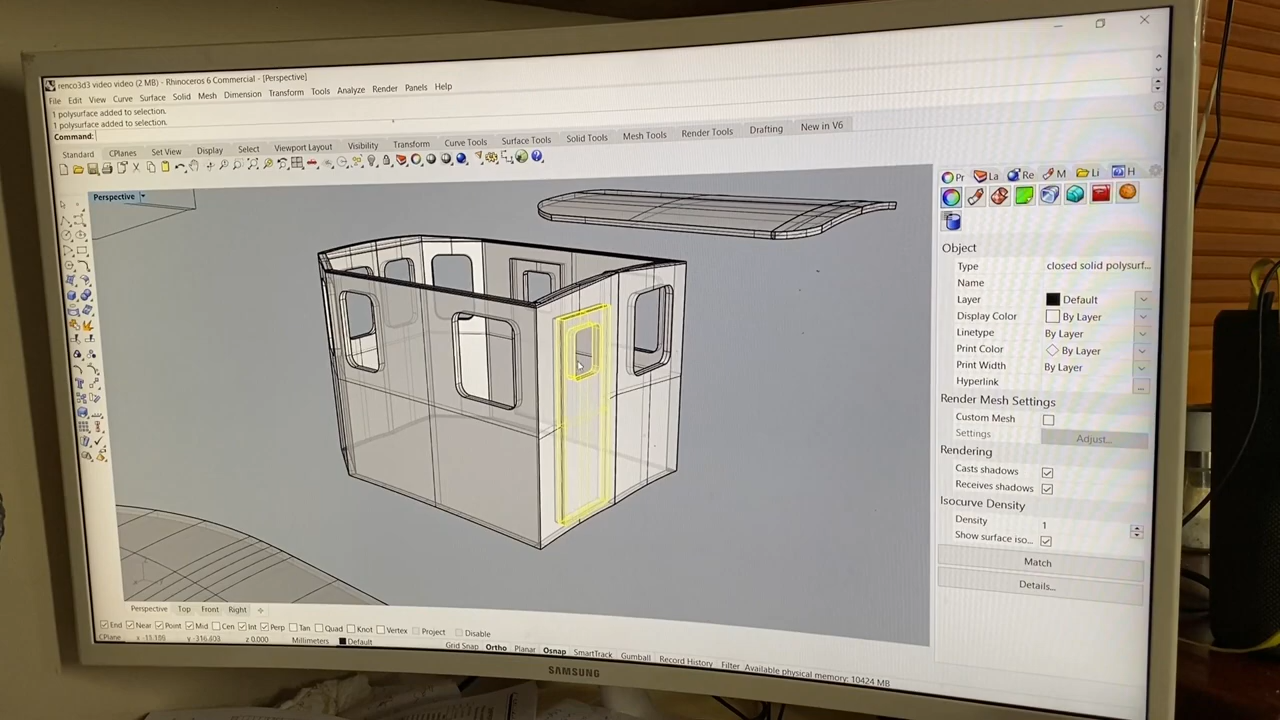 renco3d3 video video (2 MB) - Rhinoceros 6 Commercial - [Perspective]
File Edit View Curve Surface Solid Mesh Dimension Transform Tools Analyze Render Panels Help
1 polysurface added to selection.
1 polysurface added to selection.
Command:
Standard CPlanes Set View Display Select Viewport Layout Visibility Transform Curve Tools Surface Tools Solid Tools Mesh Tools Render Tools Drafting New in V6
Perspective
Pr La Re M Li H
Object
Type closed solid polysurf...
Name
Layer Default
Display Color By Layer
Linetype By Layer
Print Color By Layer
Print Width By Layer
Hyperlink ...
Render Mesh Settings
Custom Mesh
Settings Adjust...
Rendering
Casts shadows
Receives shadows
Isocurve Density
Density 1
Show surface iso...
Match
Details...
Perspective Top Front Right
End Near Point Mid Cen Int Perp Tan Quad Knot Vertex Project Disable
CPlane z 0.000 Millimeters Default Grid Snap Ortho Planar Osnap SmartTrack Gumball Record History Filter Available physical memory: 10424 MB
SAMSUNG